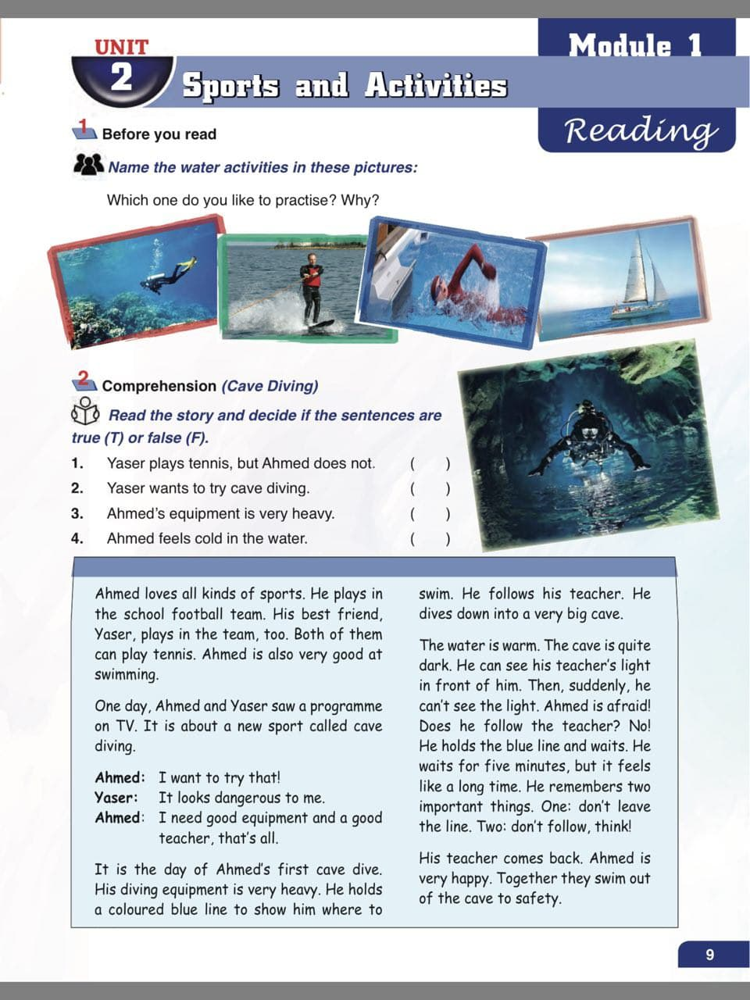 UNIT
2
Sports and Activities
Module 1
Reading
1 Before you read
Name the water activities in these pictures:
Which one do you like to practise? Why?
2 Comprehension (Cave Diving)
Read the story and decide if the sentences are
true (T) or false (F).
1. Yaser plays tennis, but Ahmed does not. ( )
2. Yaser wants to try cave diving. ( )
3. Ahmed's equipment is very heavy. ( )
4. Ahmed feels cold in the water. ( )
Ahmed loves all kinds of sports. He plays in
the school football team. His best friend,
Yaser, plays in the team, too. Both of them
can play tennis. Ahmed is also very good at
swimming.
One day, Ahmed and Yaser saw a programme
on TV. It is about a new sport called cave
diving.
Ahmed: I want to try that!
Yaser: It looks dangerous to me.
Ahmed: I need good equipment and a good
teacher, that's all.
It is the day of Ahmed's first cave dive.
His diving equipment is very heavy. He holds
a coloured blue line to show him where to
swim. He follows his teacher. He
dives down into a very big cave.
The water is warm. The cave is quite
dark. He can see his teacher's light
in front of him. Then, suddenly, he
can't see the light. Ahmed is afraid!
Does he follow the teacher? No!
He holds the blue line and waits. He
waits for five minutes, but it feels
like a long time. He remembers two
important things. One: don't leave
the line. Two: don't follow, think!
His teacher comes back. Ahmed is
very happy. Together they swim out
of the cave to safety.
9